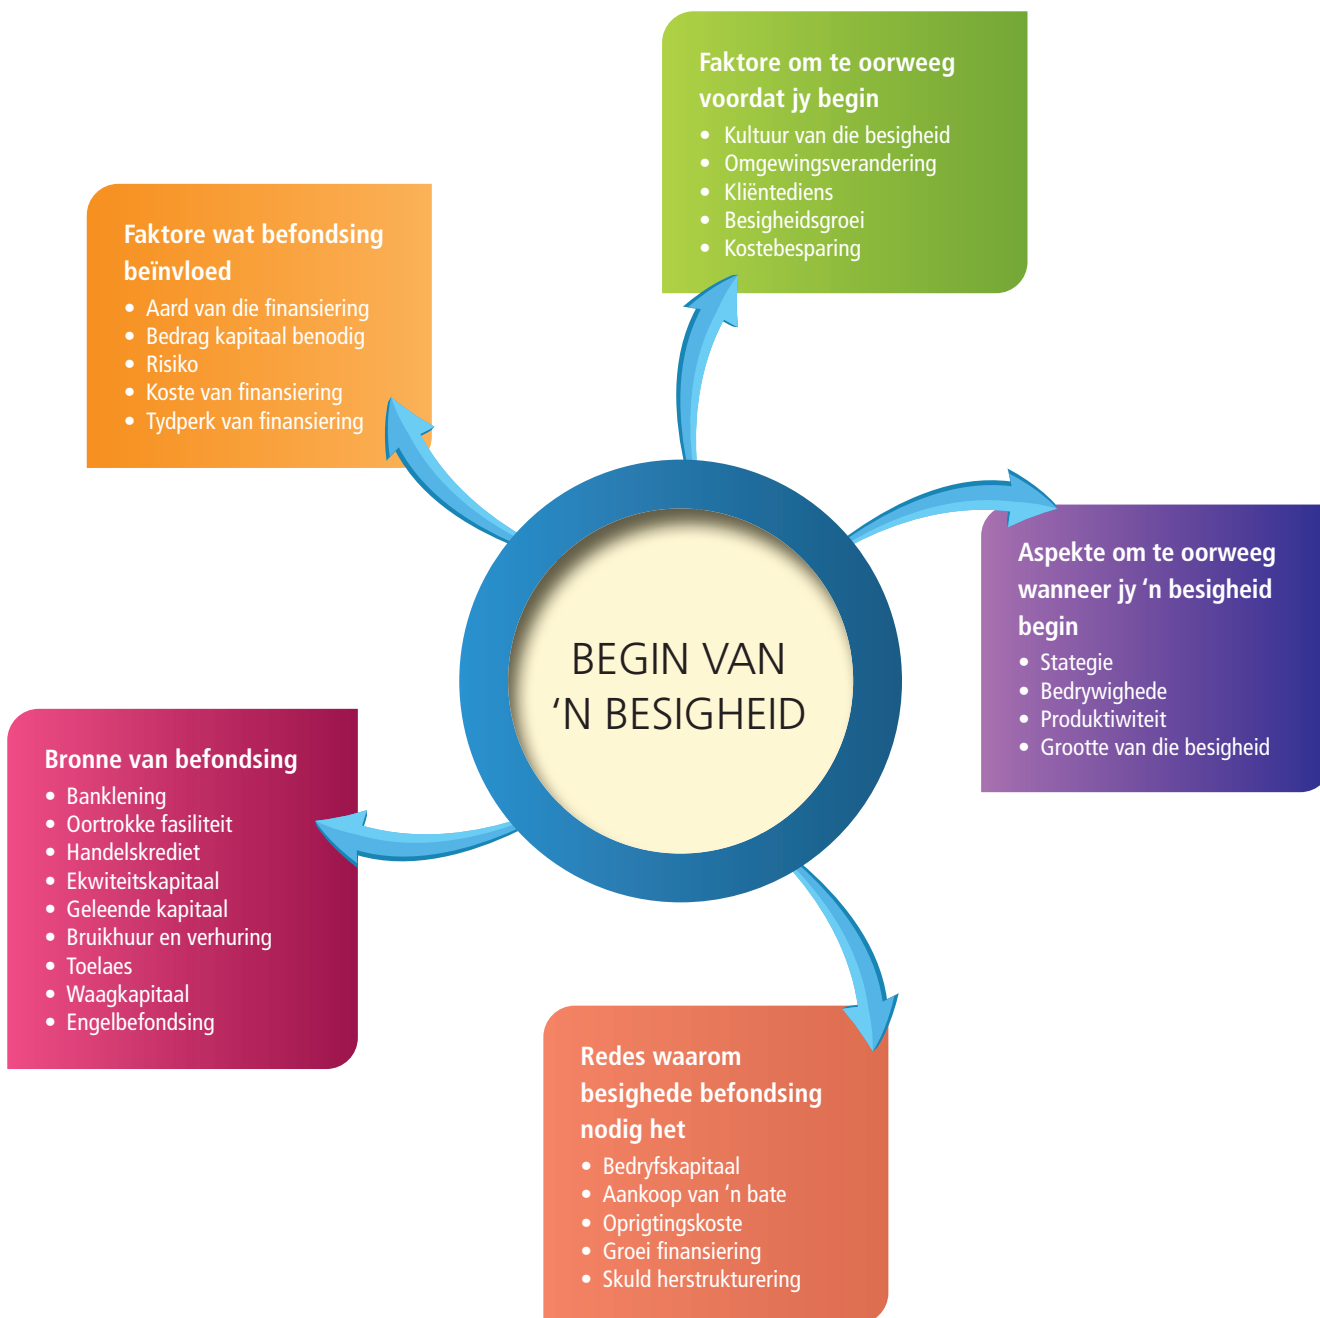 Faktore om te oorweeg
voordat jy begin
• Kultuur van die besigheid
• Omgewingsverandering
• Kliëntediens
• Besigheidsgroei
• Kostebesparing
Faktore wat befondsing
beïnvloed
• Aard van die finansiering
• Bedrag kapitaal benodig
• Risiko
• Koste van finansiering
• Tydperk van finansiering
Aspekte om te oorweeg
wanneer jy ‘n besigheid
begin
• Stategie
• Bedrywighede
• Produktiwiteit
• Grootte van die besigheid
BEGIN VAN
‘N BESIGHEID
Bronne van befondsing
• Banklening
• Oortrokke fasiliteit
• Handelskrediet
• Ekwiteitskapitaal
• Geleende kapitaal
• Bruikhuur en verhuring
• Toelaes
• Waagkapitaal
• Engelbefondsing
Redes waarom
besighede befondsing
nodig het
• Bedryfskapitaal
• Aankoop van ‘n bate
• Oprigtingskoste
• Groei finansiering
• Skuld herstrukturering